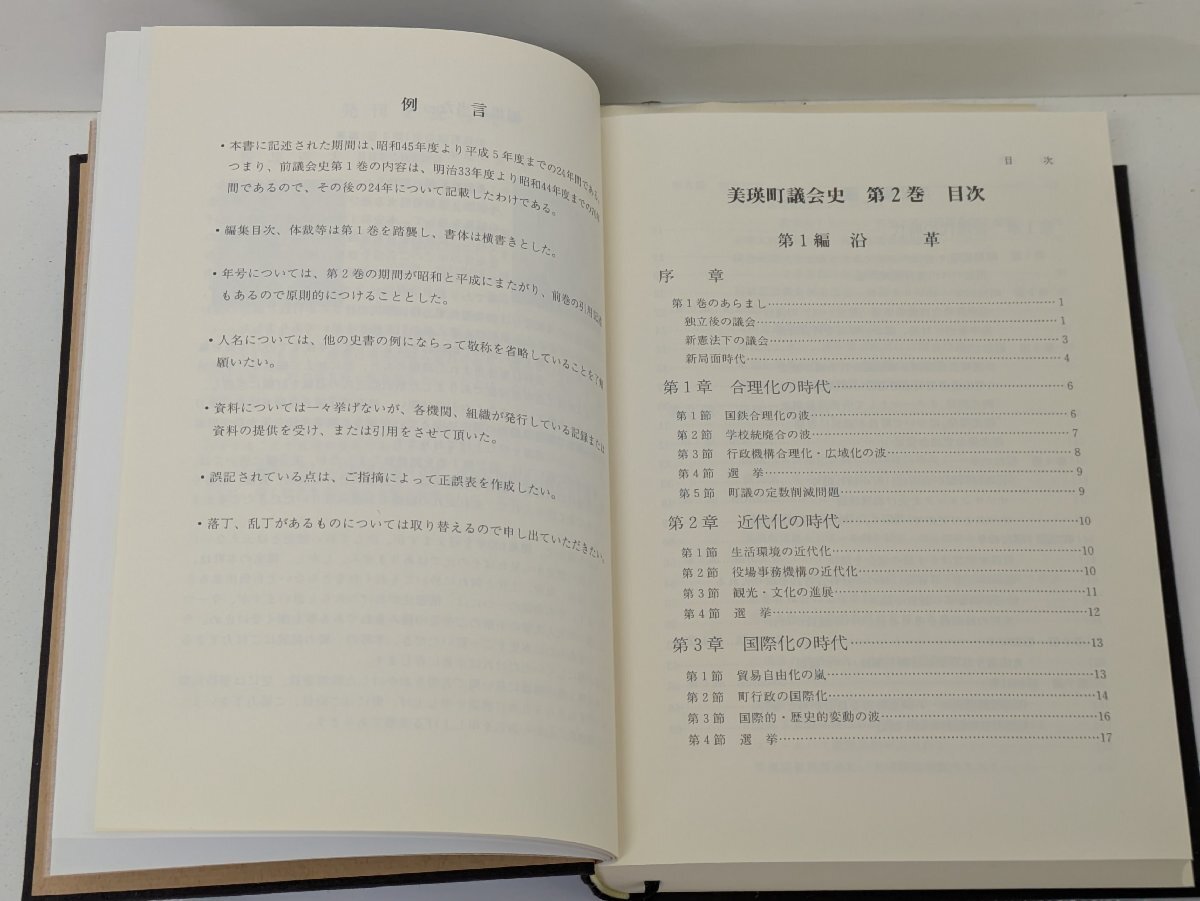 例　言
・本書に記述された期間は、昭和45年度より平成5年度までの24年間である。
つまり、前議会史第1巻の内容は、明治33年度より昭和44年度までの
間であるので、その後の24年について記載したわけである。
・編集目次、体裁等は第1巻を踏襲し、書体は横書きとした。
・年号については、第2巻の期間が昭和と平成にまたがり、前巻の引用
もあるので原則的につけることとした。
・人名については、他の史書の例にならって敬称を省略していることを了解
願いたい。
・資料については一々挙げないが、各機関、組織が発行している記録または
資料の提供を受け、または引用をさせて頂いた。
・誤記されている点は、ご指摘によって正誤表を作成したい。
・落丁、乱丁があるものについては取り替えるので申し出ていただきたい。
目　次
美瑛町議会史　第2巻　目次
第1編　沿　革
序　章
第1巻のあらまし……1
独立後の議会……1
新憲法下の議会……3
新局面時代……4
第1章　合理化の時代……6
第1節　国鉄合理化の波……6
第2節　学校統廃合の波……7
第3節　行政機構合理化・広域化の波……8
第4節　選　挙……9
第5節　町議の定数削減問題……9
第2章　近代化の時代……10
第1節　生活環境の近代化……10
第2節　役場事務機構の近代化……10
第3節　観光・文化の進展……11
第4節　選　挙……12
第3章　国際化の時代……13
第1節　貿易自由化の嵐……13
第2節　町行政の国際化……14
第3節　国際的・歴史的変動の波……16
第4節　選　挙……17